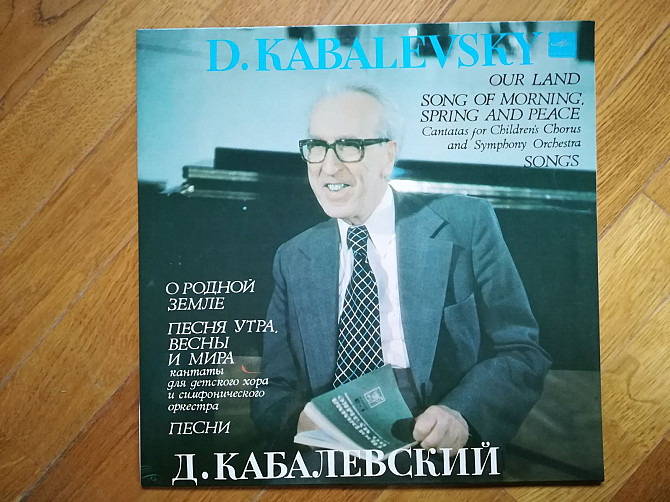 D. KABALEVSKY
OUR LAND
SONG OF MORNING,
SPRING AND PEACE
Cantatas for Children's Chorus
and Symphony Orchestra
SONGS
О РОДНОЙ
ЗЕМЛЕ
ПЕСНЯ УТРА,
ВЕСНЫ
И МИРА
кантаты
для детского хора
и симфонического
оркестра
ПЕСНИ
Д. КАБАЛЕВСКИЙ